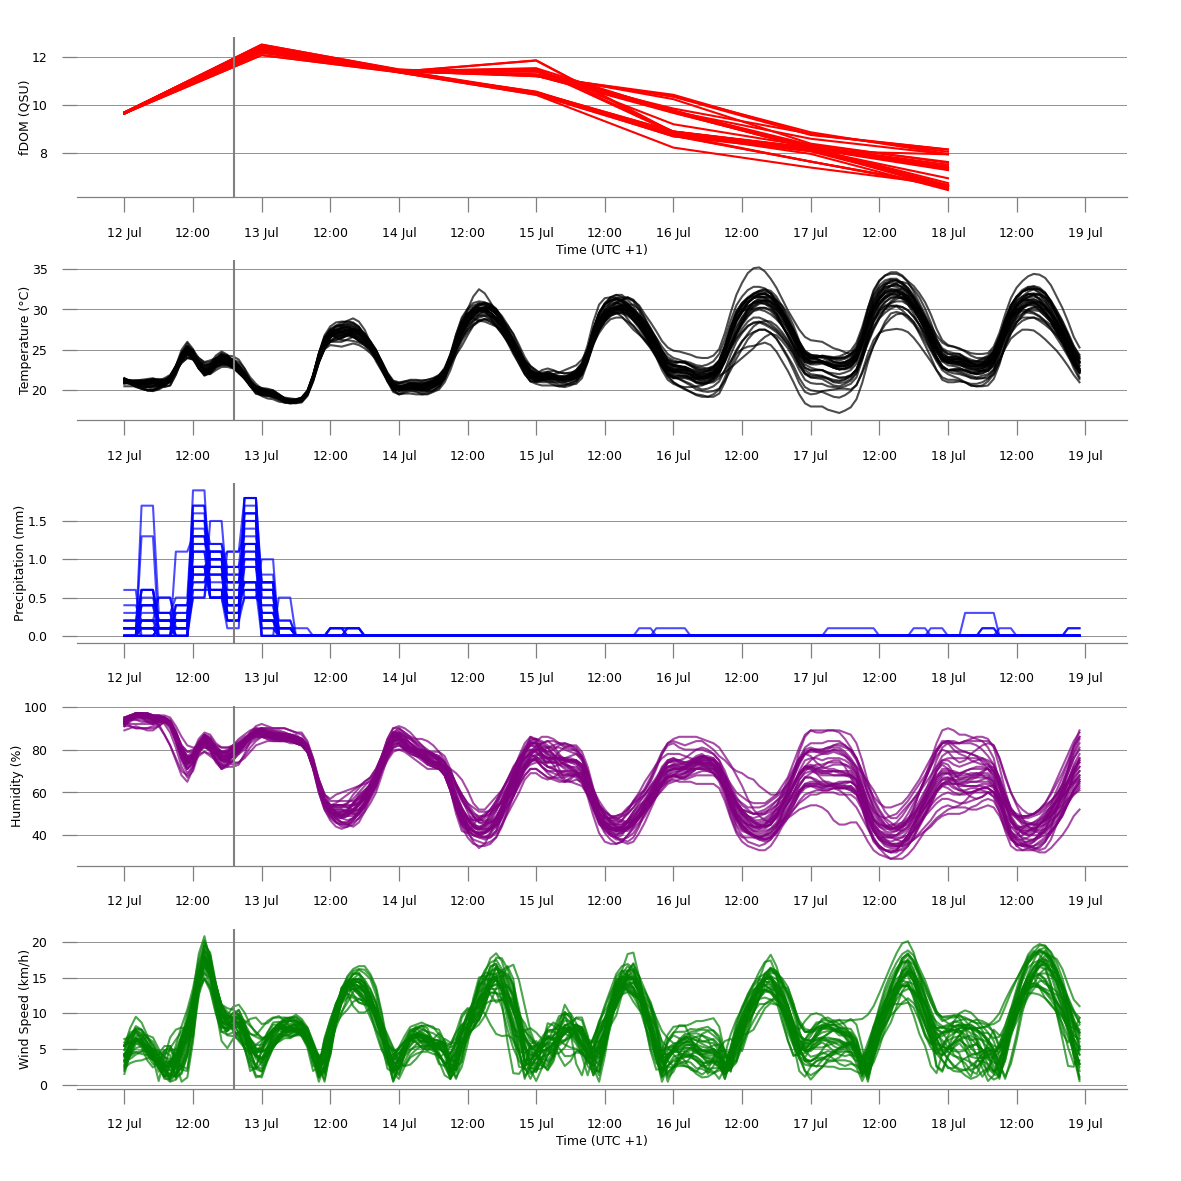 12
10
8
fDOM (QSU)
12 Jul 12:00 13 Jul 12:00 14 Jul 12:00 15 Jul 12:00 16 Jul 12:00 17 Jul 12:00 18 Jul 12:00 19 Jul
Time (UTC +1)
35
30
25
20
Temperature (°C)
12 Jul 12:00 13 Jul 12:00 14 Jul 12:00 15 Jul 12:00 16 Jul 12:00 17 Jul 12:00 18 Jul 12:00 19 Jul
1.5
1.0
0.5
0.0
Precipitation (mm)
12 Jul 12:00 13 Jul 12:00 14 Jul 12:00 15 Jul 12:00 16 Jul 12:00 17 Jul 12:00 18 Jul 12:00 19 Jul
100
80
60
40
Humidity (%)
12 Jul 12:00 13 Jul 12:00 14 Jul 12:00 15 Jul 12:00 16 Jul 12:00 17 Jul 12:00 18 Jul 12:00 19 Jul
20
15
10
5
0
Wind Speed (km/h)
12 Jul 12:00 13 Jul 12:00 14 Jul 12:00 15 Jul 12:00 16 Jul 12:00 17 Jul 12:00 18 Jul 12:00 19 Jul
Time (UTC +1)